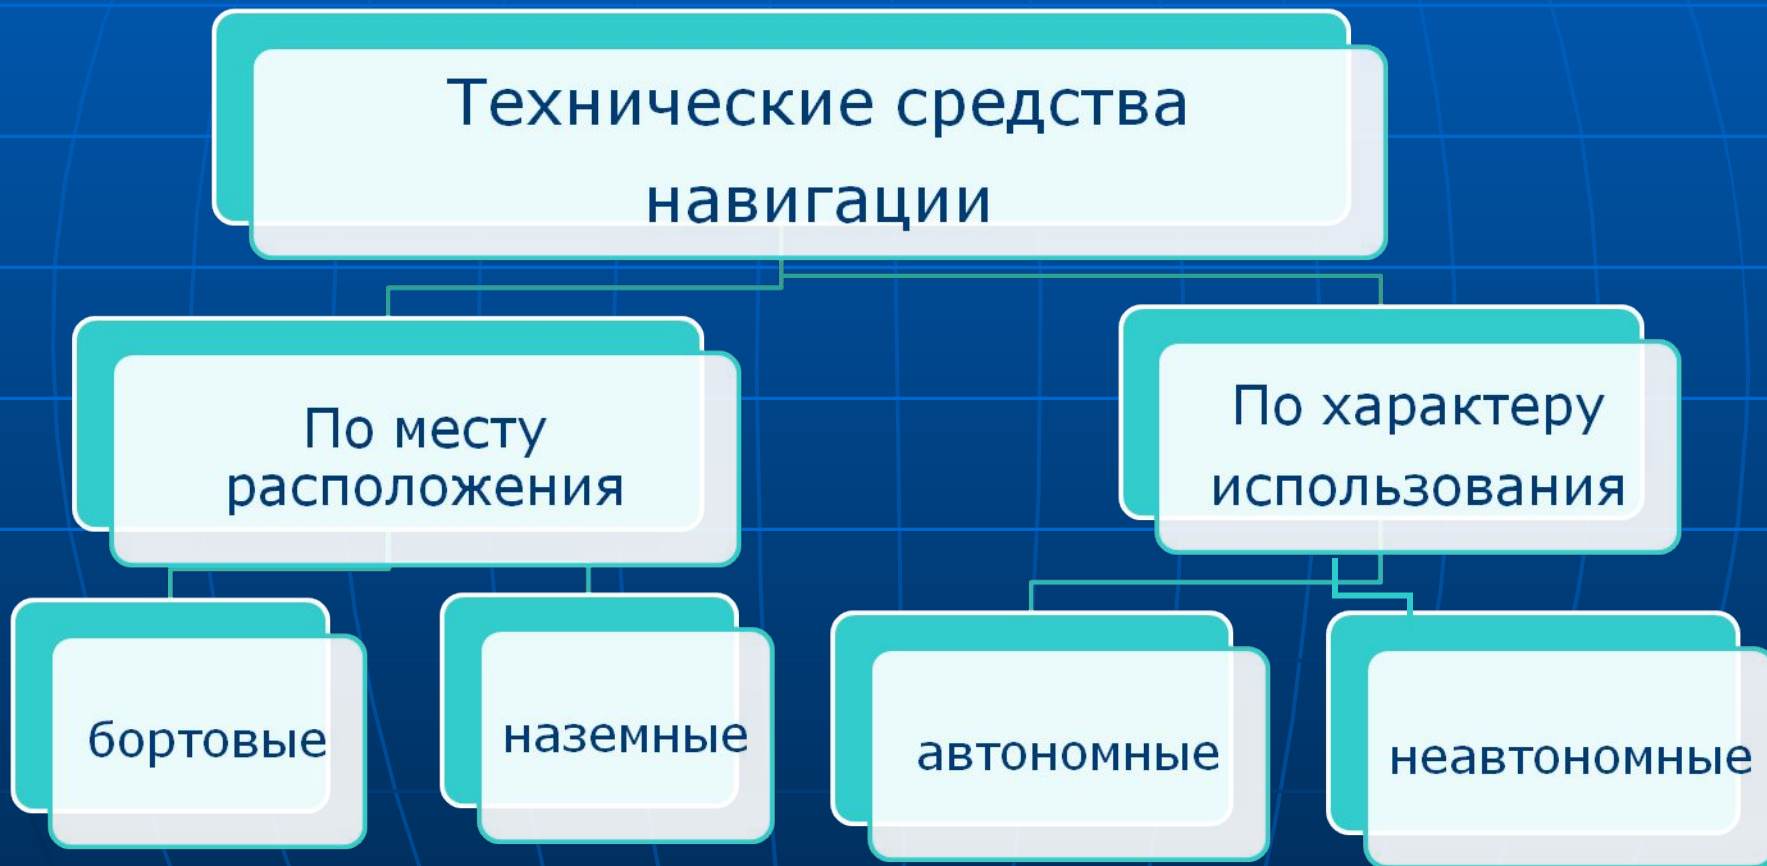 Технические средства
навигации
По месту
расположения
По характеру
использования
бортовые
наземные
автономные
неавтономные